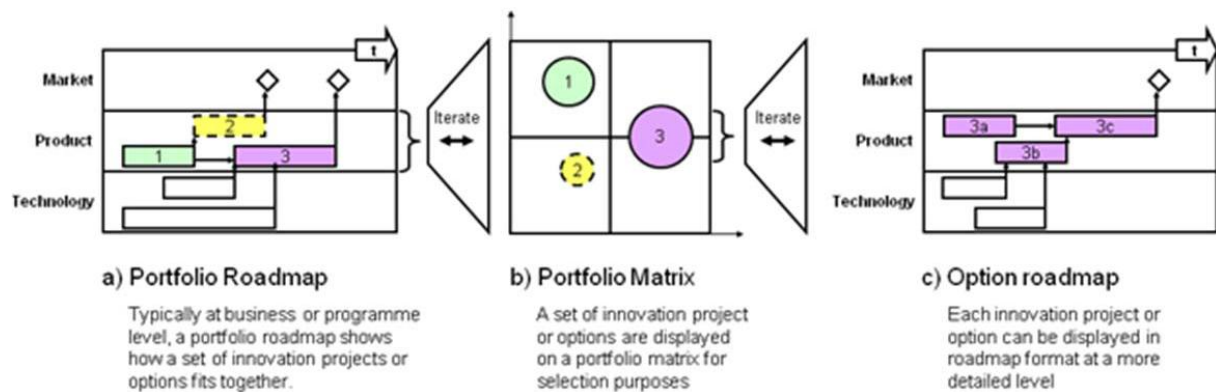 t
Market
Product
Technology
2
1
3
Iterate
a) Portfolio Roadmap
Typically at business or programme
level, a portfolio roadmap shows
how a set of innovation projects or
options fits together.
1
3
2
Iterate
b) Portfolio Matrix
A set of innovation project
or options are displayed
on a portfolio matrix for
selection purposes
t
Market
Product
Technology
3a
3c
3b
c) Option roadmap
Each innovation project or
option can be displayed in
roadmap format at a more
detailed level